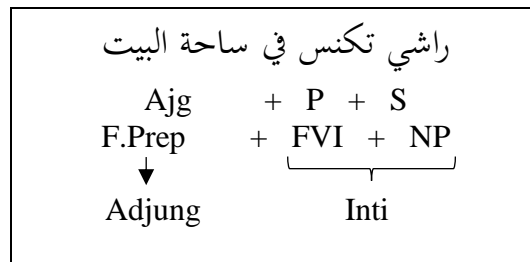 راشي تكنس في ساحة البيت
Ajg + P + S
F.Prep + FVI + NP
Adjung Inti